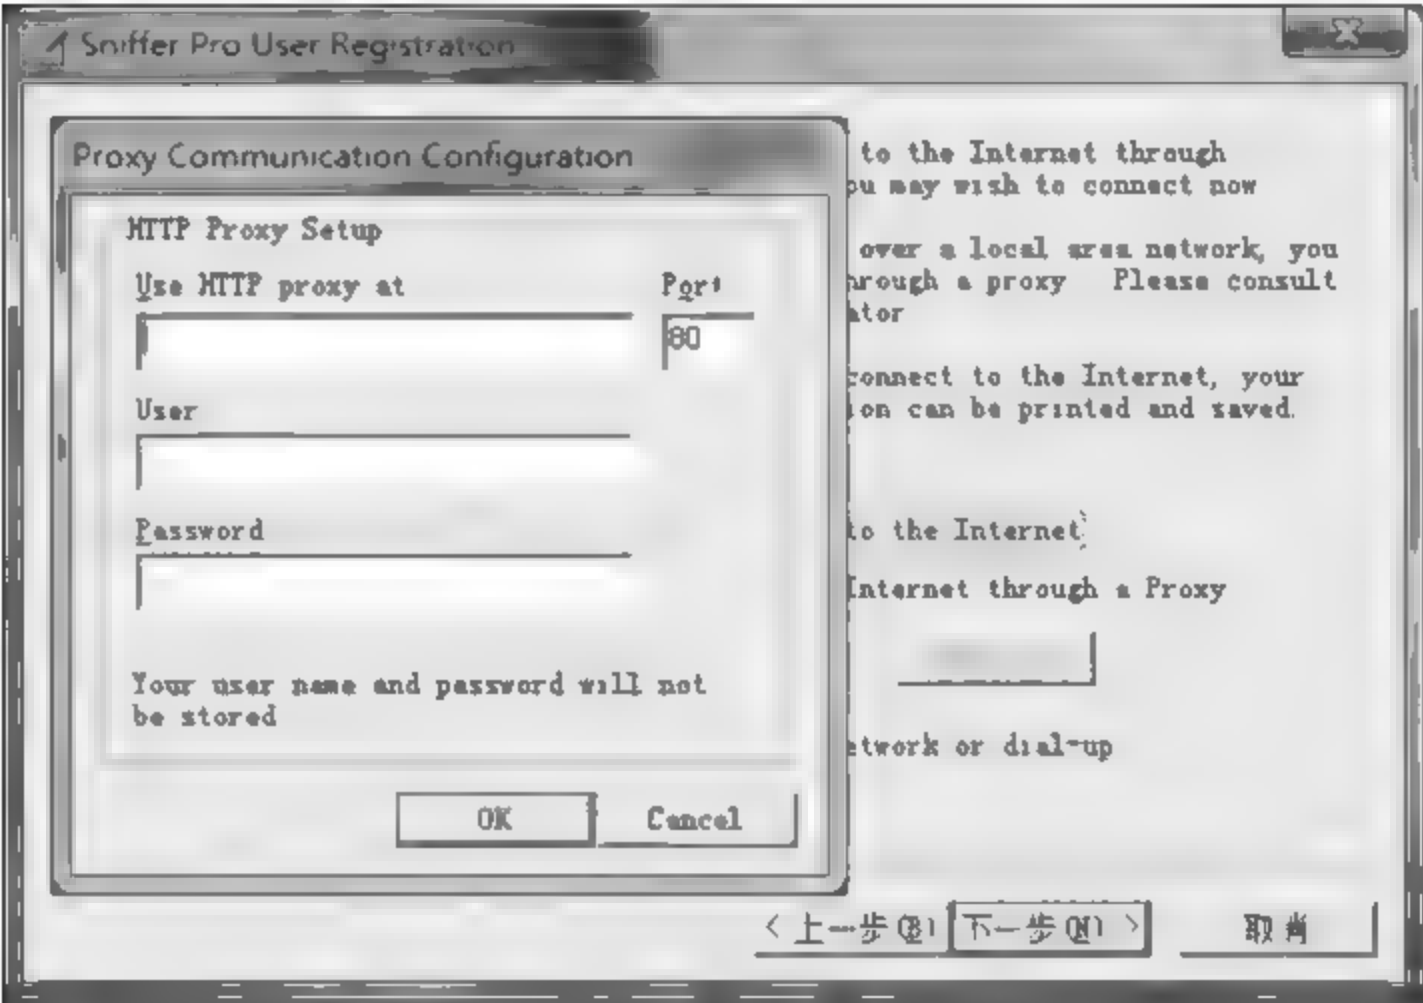 Sniffer Pro User Registration
Proxy Communication Configuration
HTTP Proxy Setup
Use HTTP proxy at
Port
80
User
Password
Your user name and password will not
be stored
OK
Cancel
to the Internet through
ou may wish to connect now
over a local area network, you
hrough a proxy Please consult
ator
connect to the Internet, your
ion can be printed and saved.
to the Internet
Internet through a Proxy
etwork or dial-up
< 上一步(B)
下一步(N) >
取消